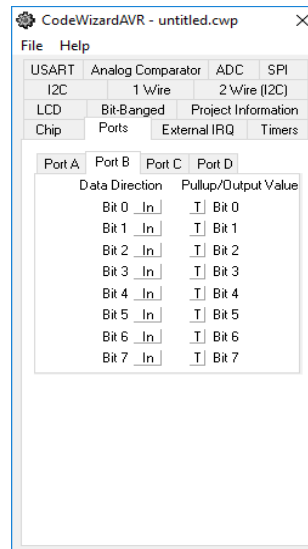 CodeWizardAVR - untitled.cwp
File Help
USART Analog Comparator ADC SPI
I2C 1 Wire 2 Wire (I2C)
LCD Bit-Banged Project Information
Chip Ports External IRQ Timers
Port A Port B Port C Port D
Data Direction Pullup/Output Value
Bit 0 In T Bit 0
Bit 1 In T Bit 1
Bit 2 In T Bit 2
Bit 3 In T Bit 3
Bit 4 In T Bit 4
Bit 5 In T Bit 5
Bit 6 In T Bit 6
Bit 7 In T Bit 7